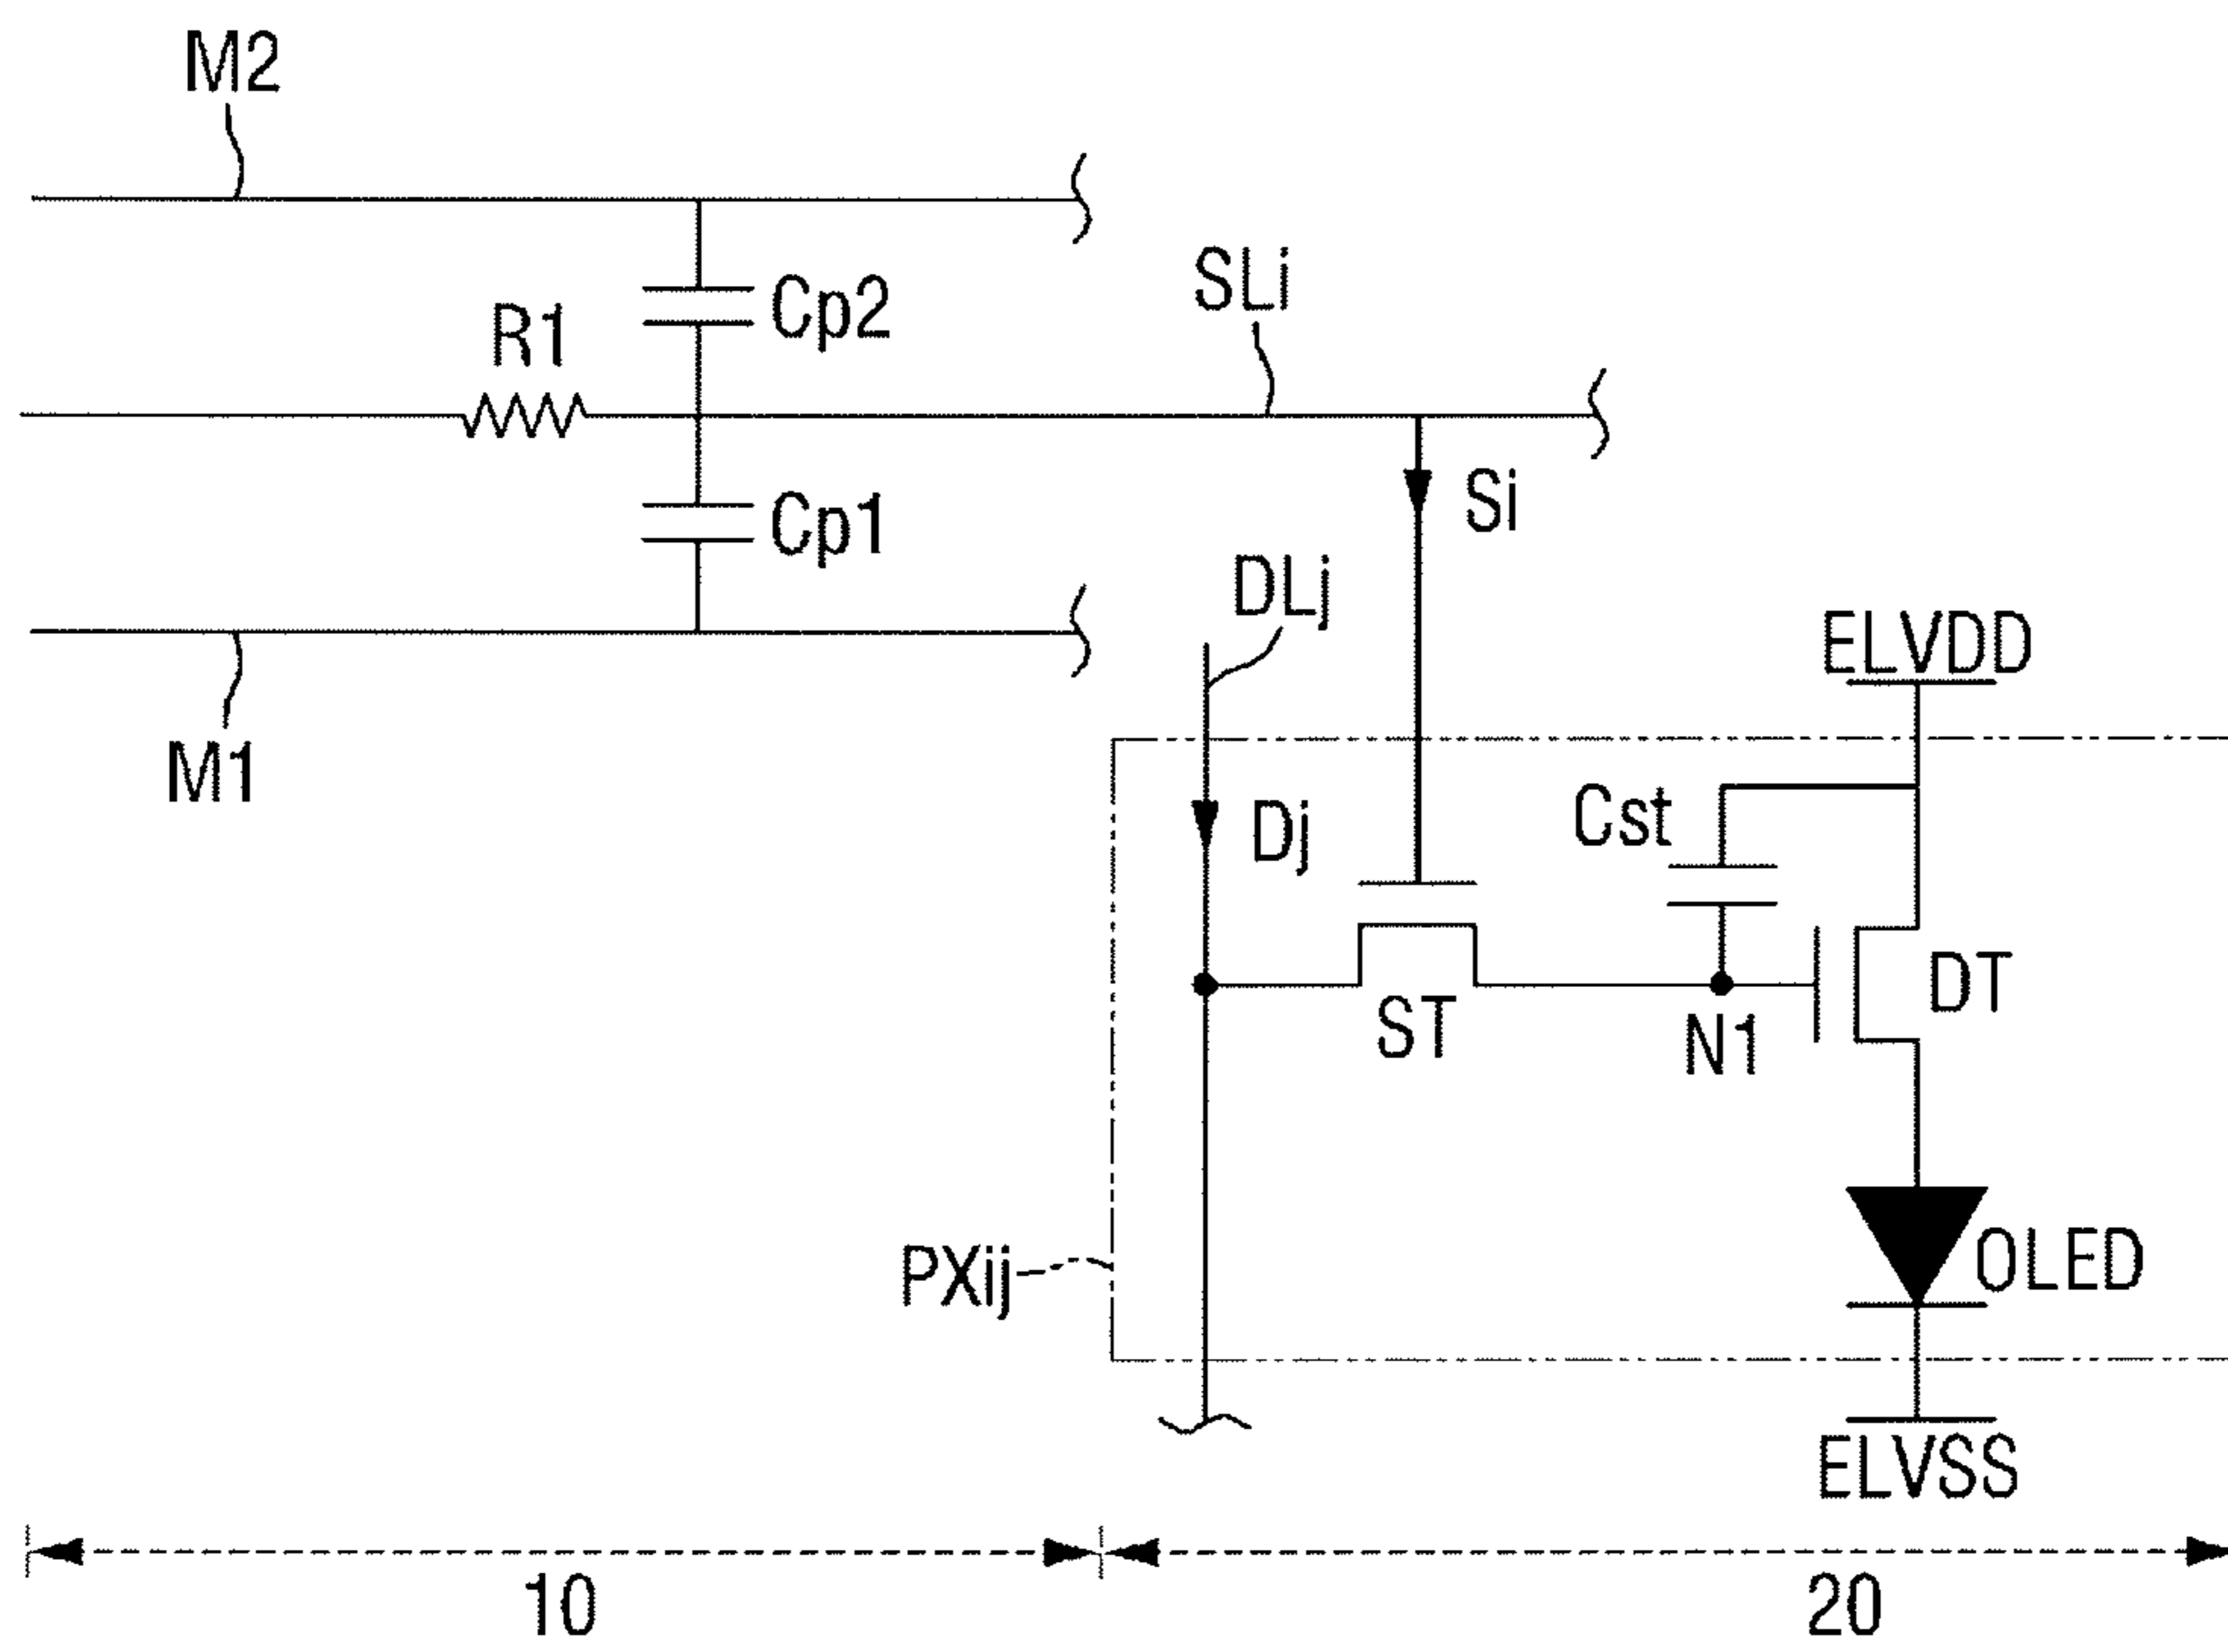 M2
Cp2
SLi
R1
Si
Cp1
DLj
ELVDD
M1
Cst
Dj
DT
ST
N1
PXij
OLED
ELVSS
10
20